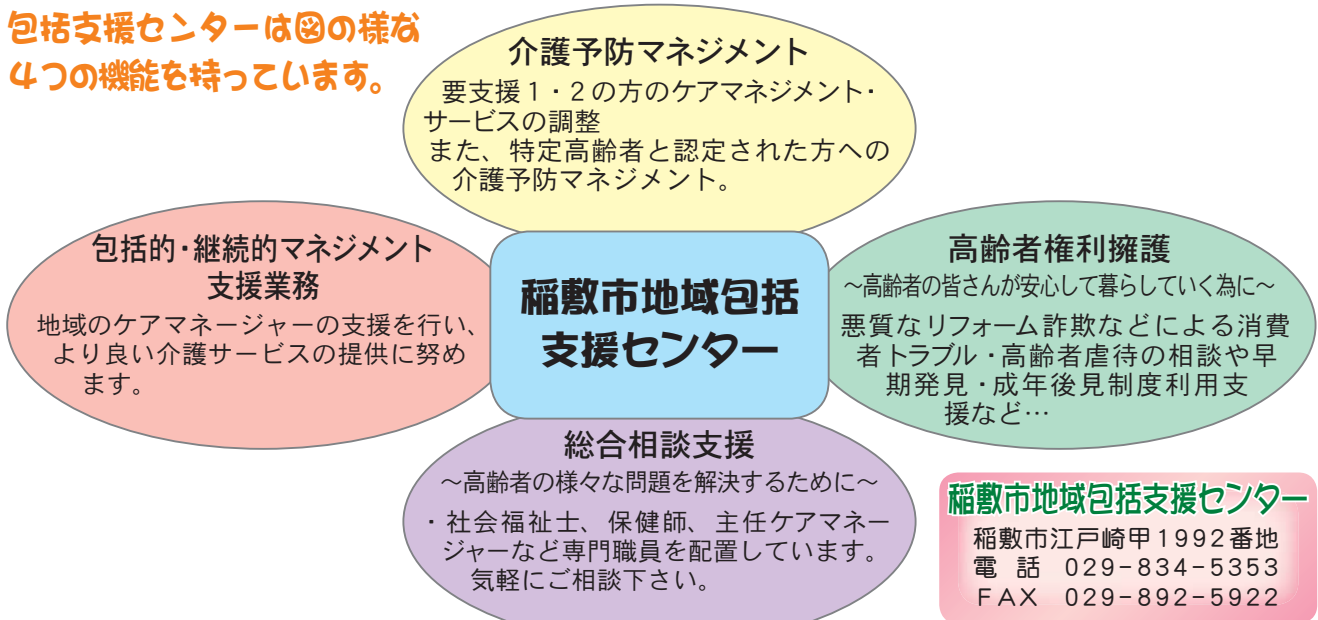 包括支援センターは図の様な
4つの機能を持っています。
介護予防マネジメント
要支援1・2の方のケアマネジメント・
サービスの調整
また、特定高齢者と認定された方への
介護予防マネジメント。
包括的・継続的マネジメント
支援業務
地域のケアマネージャーの支援を行い、
より良い介護サービスの提供に努め
ます。
稲敷市地域包括
支援センター
高齢者権利擁護
～高齢者の皆さんが安心して暮らしていく為に～
悪質なリフォーム詐欺などによる消費
者トラブル・高齢者虐待の相談や早
期発見・成年後見制度利用支
援など…
総合相談支援
～高齢者の様々な問題を解決するために～
・社会福祉士、保健師、主任ケアマネー
ジャーなど専門職員を配置しています。
気軽にご相談下さい。
稲敷市地域包括支援センター
稲敷市江戸崎甲1992番地
電話 029-834-5353
FAX 029-892-5922